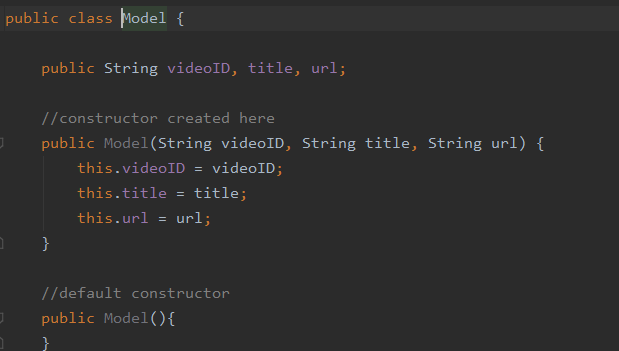 public class Model {
public String videoID, title, url;
//constructor created here
public Model(String videoID, String title, String url) {
this.videoID = videoID;
this.title = title;
this.url = url;
}
//default constructor
public Model(){
}